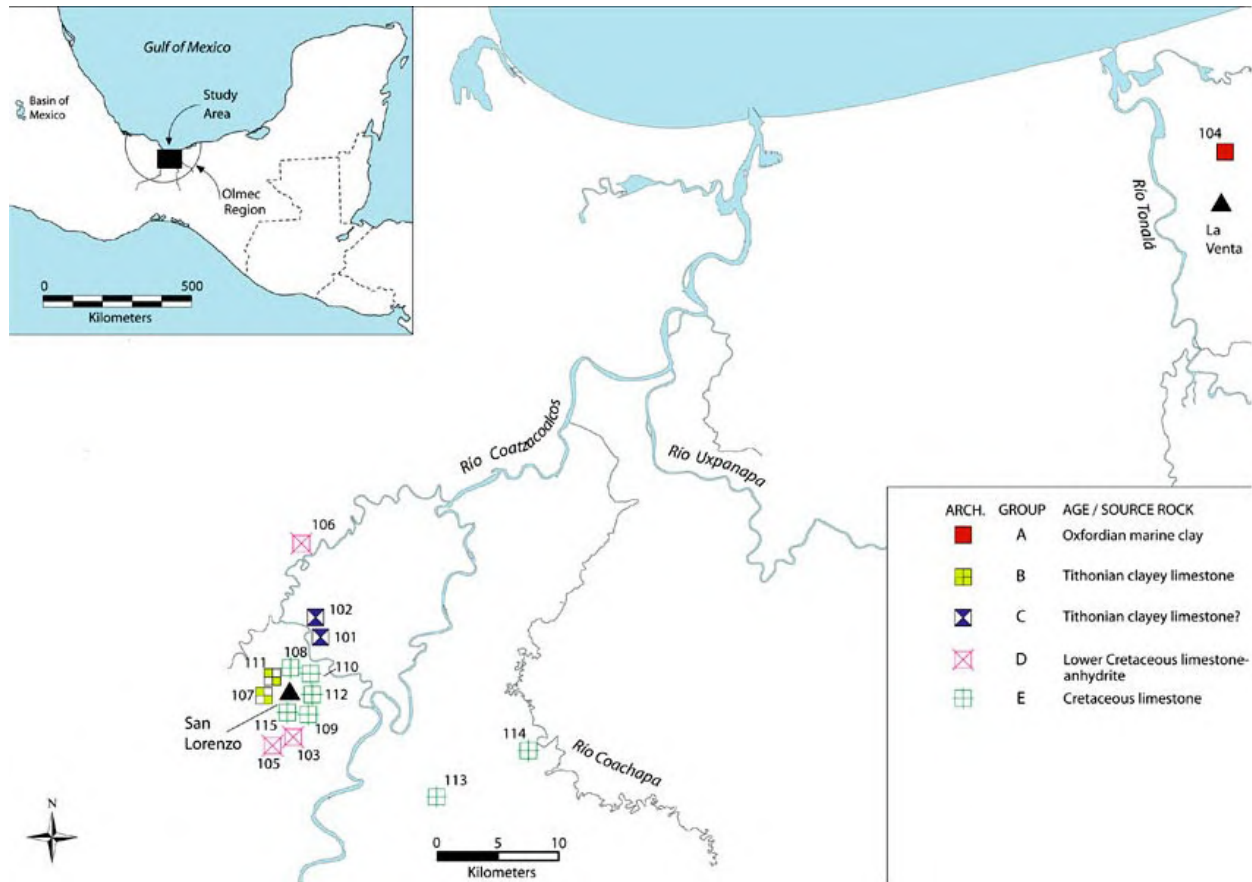 Gulf of Mexico
Basin of
Mexico
Study
Area
Olmec
Region
0 500
Kilometers
104
Río Tonalá
La
Venta
Río Coatzacoalcos
Río Uxpanapa
106
102
101
108
111
110
107
112
San
Lorenzo
115
109
105
103
114
Río Coachapa
113
N
0 5 10
Kilometers
ARCH. GROUP AGE / SOURCE ROCK
A Oxfordian marine clay
B Tithonian clayey limestone
C Tithonian clayey limestone?
D Lower Cretaceous limestone-
anhydrite
E Cretaceous limestone